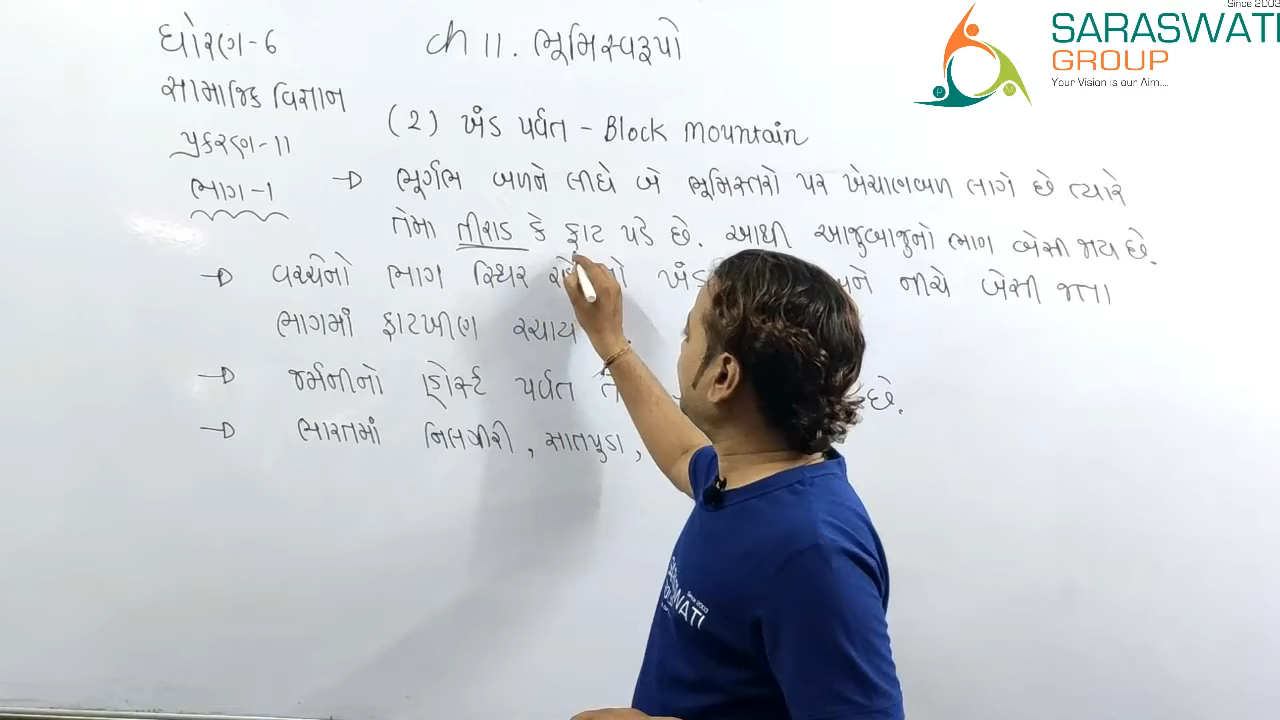 Since 2003
SARASWATI
GROUP
Your Vision is our Aim....
ધોરણ-6
સામાજિક વિજ્ઞાન
પ્રકરણ-11
ભાગ-1
ch 11. ભૂમિસ્વરૂપો
(2) ખંડ પર્વત - Block Mountain
ભૂર્ગભ બળને લીધે બે ભૂમિસ્તરો પર ખેચાણબળ લાગે છે ત્યારે
તેમા તીરાડ કે ફાટ પડે છે. આથી આજુબાજુનો ભાગ બેસી જાય છે.
વચ્ચેનો ભાગ સ્થિર ખંડ નીચે બેસી જતા
ભાગમાં ફાટખીણ રચાય
જર્મનીનો હોર્સ્ટ પર્વત છે.
ભારતમાં નિલગીરી, સાતપુડા,
SARASWATI